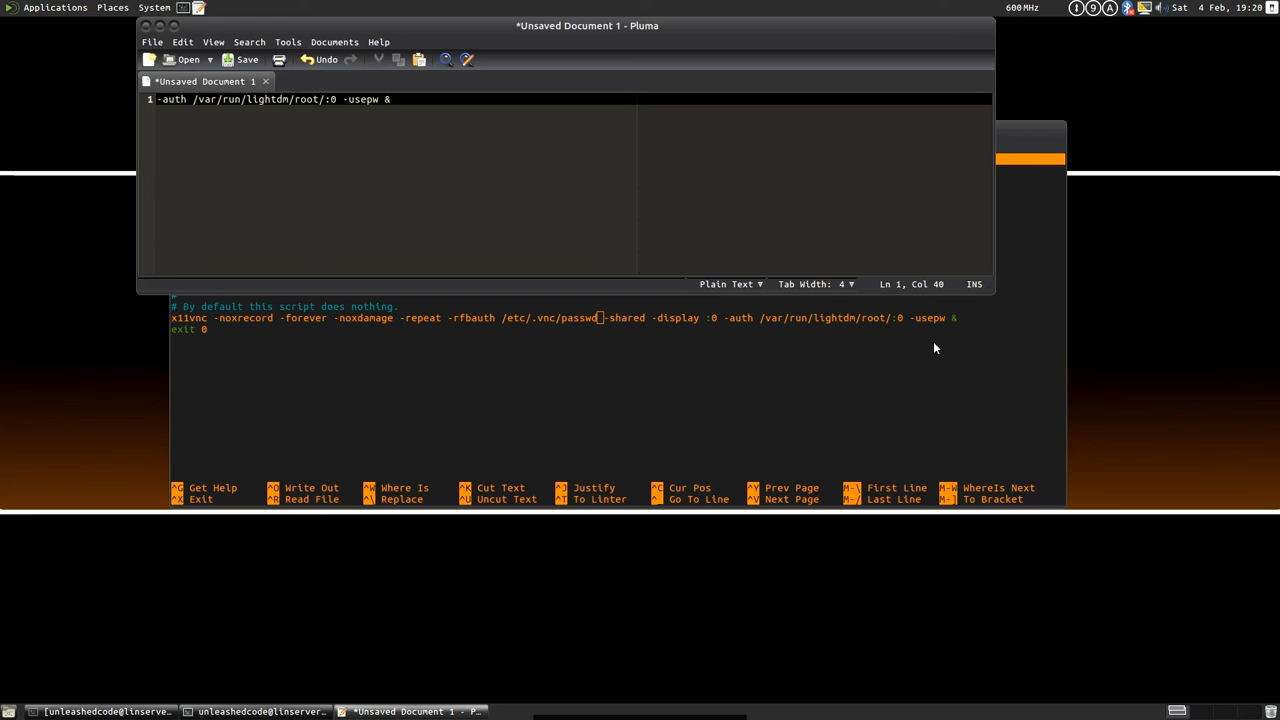 Applications Places System 600 MHz Sat 4 Feb, 19:20
*Unsaved Document 1 - Pluma
File Edit View Search Tools Documents Help
Open Save Undo
*Unsaved Document 1
1 -auth /var/run/lightdm/root/:0 -usepw &
Plain Text Tab Width: 4 Ln 1, Col 40 INS
# By default this script does nothing.
x11vnc -noxrecord -forever -noxdamage -repeat -rfbauth /etc/.vnc/passwd -shared -display :0 -auth /var/run/lightdm/root/:0 -usepw &
exit 0
^G Get Help ^O Write Out ^W Where Is ^K Cut Text ^J Justify ^C Cur Pos ^Y Prev Page M-\ First Line M-W WhereIs Next
^X Exit ^R Read File ^\ Replace ^U Uncut Text ^T To Linter ^_ Go To Line ^V Next Page M-/ Last Line M-] To Bracket
[unleashedcode@linserve... unleashedcode@linserver... *Unsaved Document 1 - P...